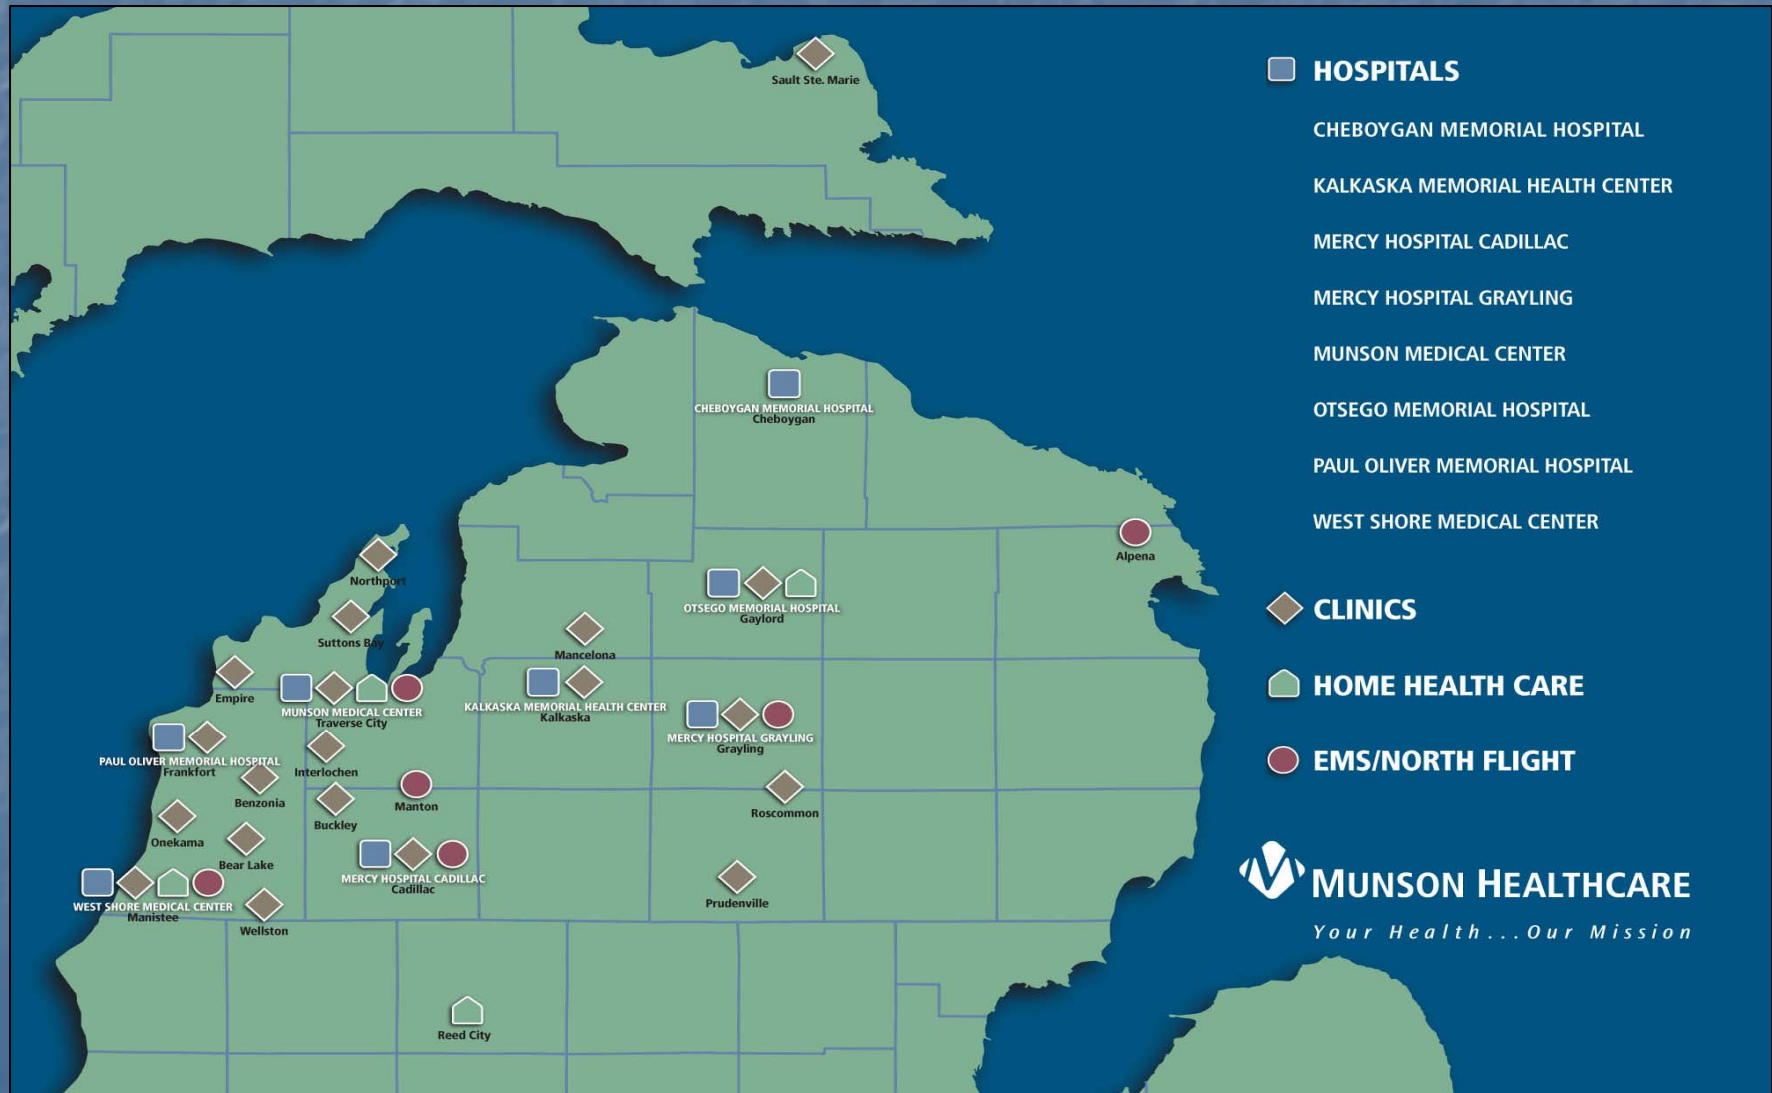 Sault Ste. Marie
CHEBOYGAN MEMORIAL HOSPITAL
Cheboygan
Alpena
Northport
OTSEGO MEMORIAL HOSPITAL
Gaylord
Suttons Bay
Mancelona
Empire
MUNSON MEDICAL CENTER
Traverse City
KALKASKA MEMORIAL HEALTH CENTER
Kalkaska
MERCY HOSPITAL GRAYLING
Grayling
PAUL OLIVER MEMORIAL HOSPITAL
Frankfort
Interlochen
Benzonia
Manton
Buckley
Roscommon
Onekama
Bear Lake
MERCY HOSPITAL CADILLAC
Cadillac
WEST SHORE MEDICAL CENTER
Manistee
Prudenville
Wellston
Reed City
HOSPITALS
CHEBOYGAN MEMORIAL HOSPITAL
KALKASKA MEMORIAL HEALTH CENTER
MERCY HOSPITAL CADILLAC
MERCY HOSPITAL GRAYLING
MUNSON MEDICAL CENTER
OTSEGO MEMORIAL HOSPITAL
PAUL OLIVER MEMORIAL HOSPITAL
WEST SHORE MEDICAL CENTER
CLINICS
HOME HEALTH CARE
EMS/NORTH FLIGHT
MUNSON HEALTHCARE
Your Health...Our Mission